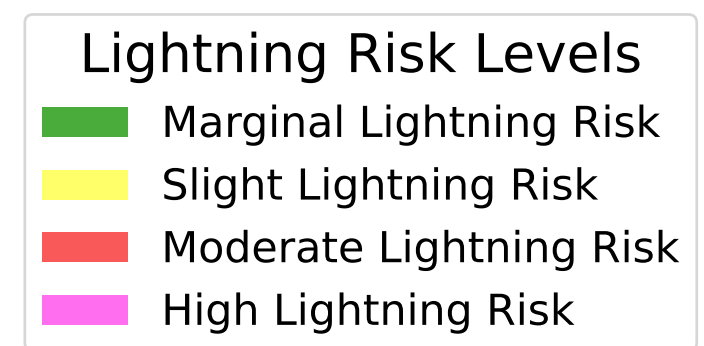 Lightning Risk Levels
Marginal Lightning Risk
Slight Lightning Risk
Moderate Lightning Risk
High Lightning Risk